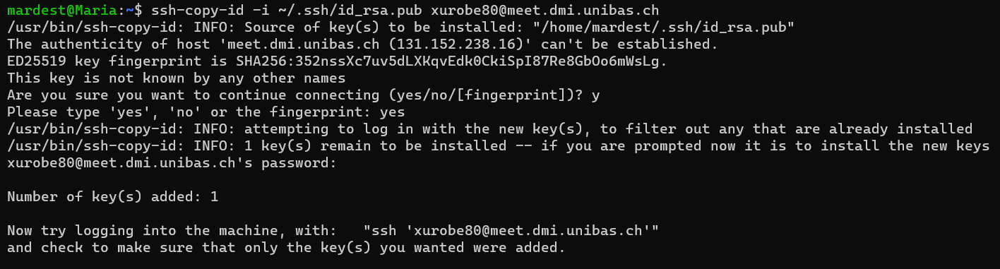 mardest@Maria:~$ ssh-copy-id -i ~/.ssh/id_rsa.pub xurobe80@meet.dmi.unibas.ch
/usr/bin/ssh-copy-id: INFO: Source of key(s) to be installed: "/home/mardest/.ssh/id_rsa.pub"
The authenticity of host 'meet.dmi.unibas.ch (131.152.238.16)' can't be established.
ED25519 key fingerprint is SHA256:352nssXc7uv5dLXKqvEdk0CkiSpI87Re8GbOo6mWsLg.
This key is not known by any other names
Are you sure you want to continue connecting (yes/no/[fingerprint])? y
Please type 'yes', 'no' or the fingerprint: yes
/usr/bin/ssh-copy-id: INFO: attempting to log in with the new key(s), to filter out any that are already installed
/usr/bin/ssh-copy-id: INFO: 1 key(s) remain to be installed -- if you are prompted now it is to install the new keys
xurobe80@meet.dmi.unibas.ch's password:
Number of key(s) added: 1
Now try logging into the machine, with:   "ssh 'xurobe80@meet.dmi.unibas.ch'"
and check to make sure that only the key(s) you wanted were added.